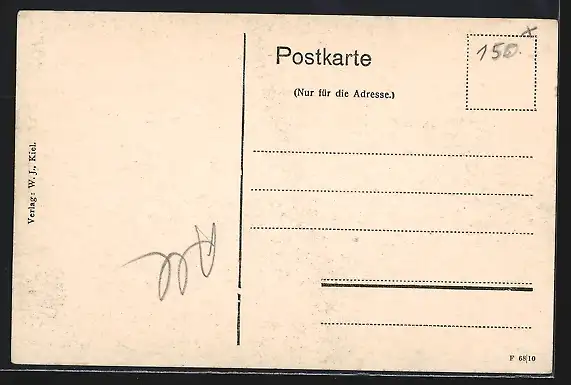 Postkarte
(Nur für die Adresse.)
150.
Verlag: W. J., Kiel.
F 68|10